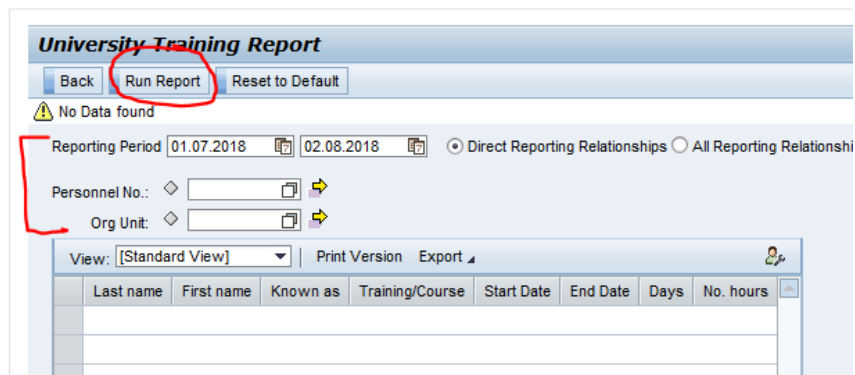 University Training Report
Back Run Report Reset to Default
No Data found
Reporting Period 01.07.2018 02.08.2018 Direct Reporting Relationships All Reporting Relationshi
Personnel No.:
Org Unit:
View: [Standard View] Print Version Export
Last name First name Known as Training/Course Start Date End Date Days No. hours